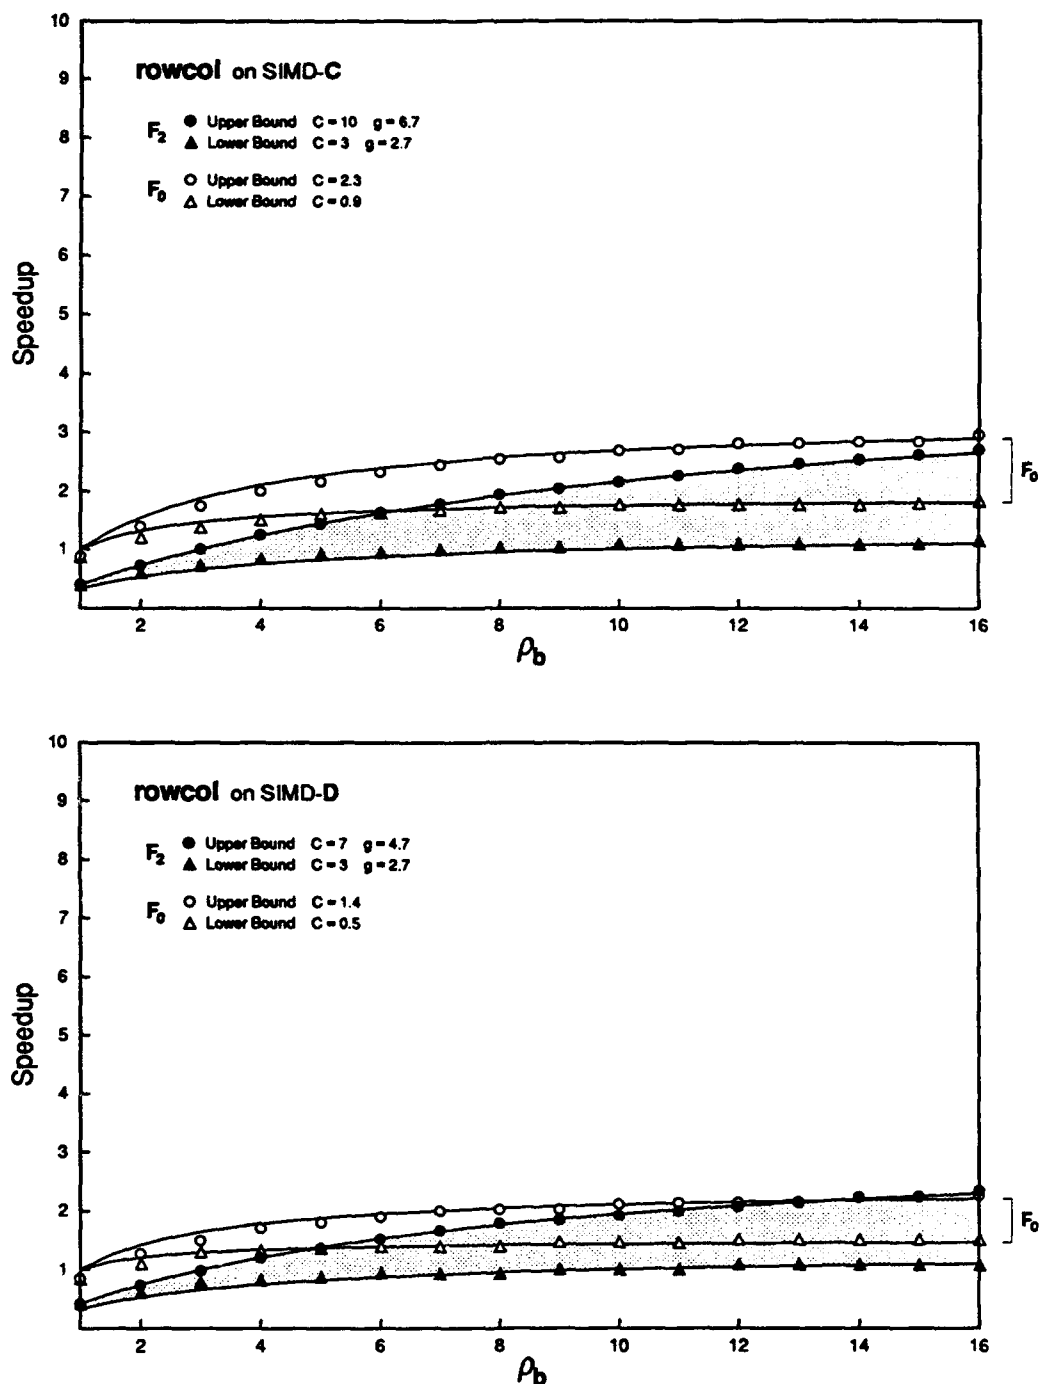 10
rowcol on SIMD-C
9
F2 ● Upper Bound C = 10 g = 6.7
▲ Lower Bound C = 3 g = 2.7
8
F0 ○ Upper Bound C = 2.3
△ Lower Bound C = 0.9
7
6
5
4
3
2
1
Speedup
F0
2 4 6 8 10 12 14 16
ρb
10
rowcol on SIMD-D
9
F2 ● Upper Bound C = 7 g = 4.7
▲ Lower Bound C = 3 g = 2.7
8
F0 ○ Upper Bound C = 1.4
△ Lower Bound C = 0.5
7
6
5
4
3
2
1
Speedup
F0
2 4 6 8 10 12 14 16
ρb